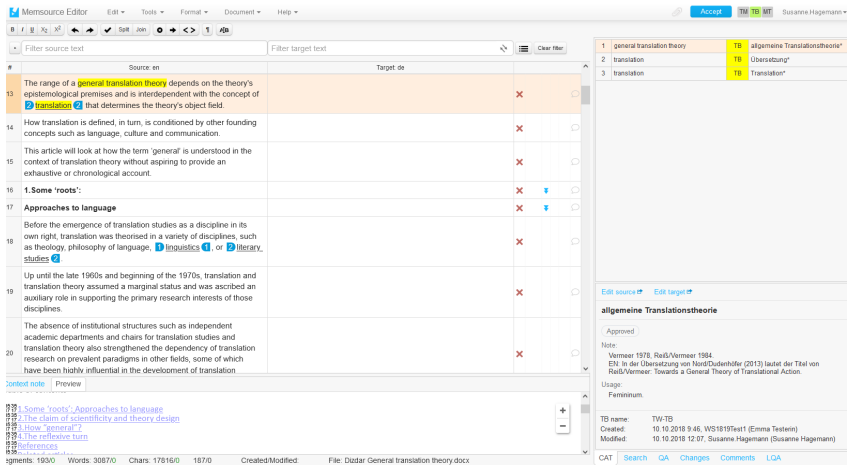 Memsource Editor Edit Tools Format Document Help Accept TM TB MT Susanne.Hagemann
B I U X2 X2 Split Join ¶
Filter source text Filter target text Clear filter
# Source: en Target: de
13 The range of a general translation theory depends on the theory's
epistemological premises and is interdependent with the concept of
2 translation 2 that determines the theory's object field.
14 How translation is defined, in turn, is conditioned by other founding
concepts such as language, culture and communication.
15 This article will look at how the term 'general' is understood in the
context of translation theory without aspiring to provide an
exhaustive or chronological account.
16 1.Some 'roots':
17 Approaches to language
18 Before the emergence of translation studies as a discipline in its
own right, translation was theorised in a variety of disciplines, such
as theology, philosophy of language, 1 linguistics 1, or 2 literary
studies 2.
19 Up until the late 1960s and beginning of the 1970s, translation and
translation theory assumed a marginal status and was ascribed an
auxiliary role in supporting the primary research interests of those
disciplines.
20 The absence of institutional structures such as independent
academic departments and chairs for translation studies and
translation theory also strengthened the dependency of translation
research on prevalent paradigms in other fields, some of which
have been highly influential in the development of translation
Context note Preview
1.Some 'roots':_Approaches to language
2.The claim of scientificity and theory design
3.How "general"?
4.The reflexive turn
References
Related articles
+
−
egments: 193/0 Words: 3087/0 Chars: 17816/0 187/0 Created/Modified: File: Dizdar General translation theory.docx
1 general translation theory TB allgemeine Translationstheorie*
2 translation TB Übersetzung*
3 translation TB Translation*
Edit source Edit target
allgemeine Translationstheorie
Approved
Note:
Vermeer 1978, Reiß/Vermeer 1984.
EN: In der Übersetzung von Nord/Dudenhöfer (2013) lautet der Titel von
Reiß/Vermeer: Towards a General Theory of Translational Action.
Usage:
Femininum.
TB name: TW-TB
Created: 10.10.2018 9:46, WS1819Test1 (Emma Testerin)
Modified: 10.10.2018 12:07, Susanne.Hagemann (Susanne Hagemann)
CAT Search QA Changes Comments LQA